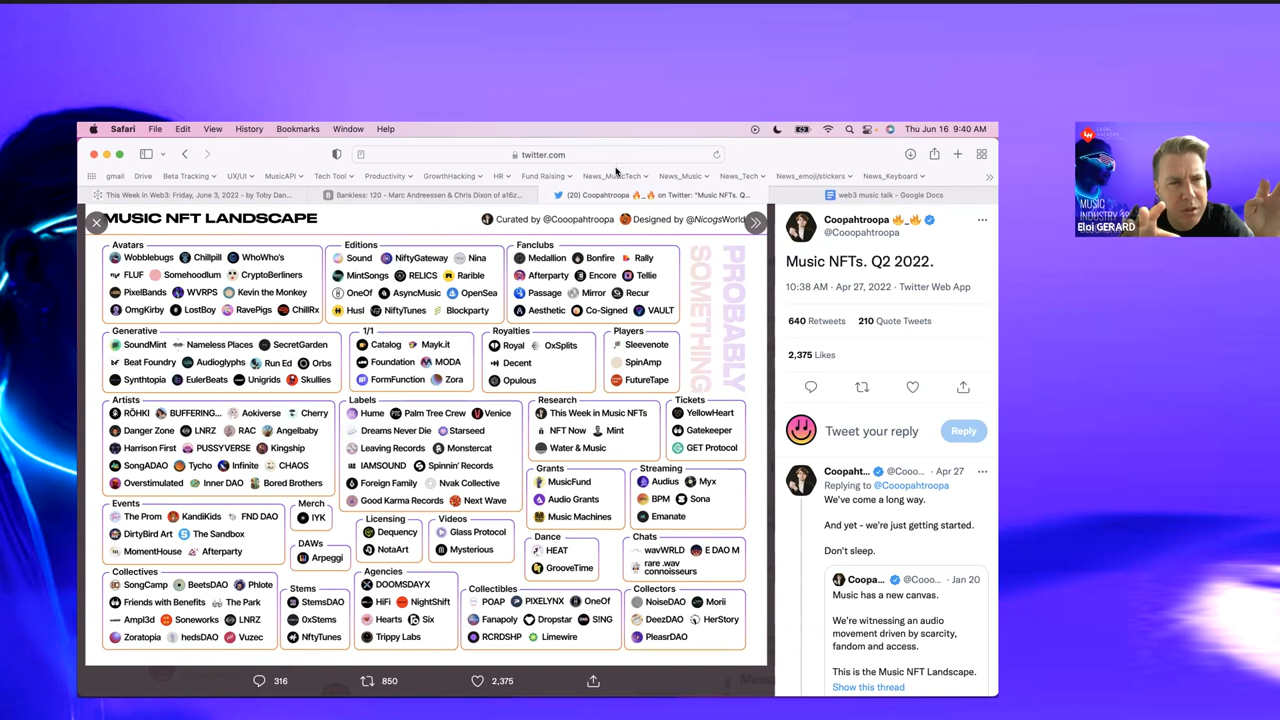 Safari File Edit View History Bookmarks Window Help Thu Jun 16 9:40 AM
twitter.com
gmail Drive Beta Tracking UX/UI MusicAPI Tech Tool Productivity GrowthHacking HR Fund Raising News_MusicTech News_Music News_Tech News_emoji/stickers News_Keyboard
This Week in Web3: Friday, June 3, 2022 - by Toby Dan...
Bankless: 120 - Marc Andreessen & Chris Dixon of a16z...
(20) Coopahtroopa 🔥_🔥 on Twitter: "Music NFTs. Q...
web3 music talk - Google Docs
MUSIC NFT LANDSCAPE
Curated by @Cooopahtroopa Designed by @NicogsWorld
PROBABLY
SOMETHING
Avatars
Wobblebugs Chillpill WhoWho's
FLUF Somehoodlum CryptoBerliners
PixelBands WVRPS Kevin the Monkey
OmgKirby LostBoy RavePigs ChillRx
Editions
Sound NiftyGateway Nina
MintSongs RELICS Rarible
OneOf AsyncMusic OpenSea
Husl NiftyTunes Blockparty
Fanclubs
Medallion Bonfire Rally
Afterparty Encore Tellie
Passage Mirror Recur
Aesthetic Co-Signed VAULT
Generative
SoundMint Nameless Places SecretGarden
Beat Foundry Audioglyphs Run Ed Orbs
Synthtopia EulerBeats Unigrids Skullies
1/1
Catalog Mayk.it
Foundation MODA
FormFunction Zora
Royalties
Royal OxSplits
Decent
Opulous
Players
Sleevenote
SpinAmp
FutureTape
Artists
RÖHKI BUFFERING... Aokiverse Cherry
Danger Zone LNRZ RAC Angelbaby
Harrison First PUSSYVERSE Kingship
SongADAO Tycho Infinite CHAOS
Overstimulated Inner DAO Bored Brothers
Labels
Hume Palm Tree Crew Venice
Dreams Never Die Starseed
Leaving Records Monstercat
IAMSOUND Spinnin' Records
Foreign Family Nvak Collective
Good Karma Records Next Wave
Research
This Week in Music NFTs
NFT Now Mint
Water & Music
Tickets
YellowHeart
Gatekeeper
GET Protocol
Grants
MusicFund
Audio Grants
Music Machines
Streaming
Audius Myx
BPM Sona
Emanate
Events
The Prom KandiKids FND DAO
DirtyBird Art The Sandbox
MomentHouse Afterparty
Merch
IYK
DAWs
Arpeggi
Licensing
Dequency
NotaArt
Videos
Glass Protocol
Mysterious
Dance
HEAT
GrooveTime
Chats
wavWRLD E DAO M
rare .wav
connoisseurs
Collectives
SongCamp BeetsDAO Phlote
Friends with Benefits The Park
Ampl3d Soneworks LNRZ
Zoratopia hedsDAO Vuzec
Stems
StemsDAO
0xStems
NiftyTunes
Agencies
DOOMSDAYX
HiFi NightShift
Hearts Six
Trippy Labs
Collectibles
POAP PIXELYNX OneOf
Fanapoly Dropstar S!NG
RCRDSHP Limewire
Collectors
NoiseDAO Morii
DeezDAO HerStory
PleasrDAO
316 850 2,375
Coopahtroopa 🔥_🔥
@Cooopahtroopa
Music NFTs. Q2 2022.
10:38 AM · Apr 27, 2022 · Twitter Web App
640 Retweets 210 Quote Tweets
2,375 Likes
Tweet your reply Reply
Coopaht... @Cooo... · Apr 27
Replying to @Cooopahtroopa
We've come a long way.
And yet - we're just getting started.
Don't sleep.
Coopa... @Cooo... · Jan 20
Music has a new canvas.
We're witnessing an audio
movement driven by scarcity,
fandom and access.
This is the Music NFT Landscape.
Show this thread
LEGAL
HACKERS
MUSIC
Eloi GERARD